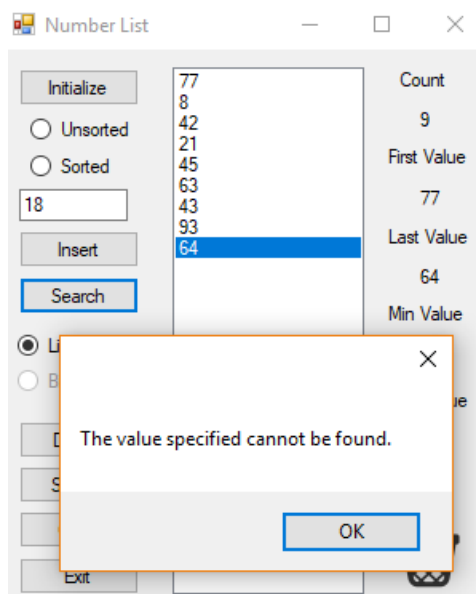 Number List
Initialize
Unsorted
Sorted
18
Insert
Search
77
8
42
21
45
63
43
93
64
Count
9
First Value
77
Last Value
64
Min Value
The value specified cannot be found.
OK
Exit